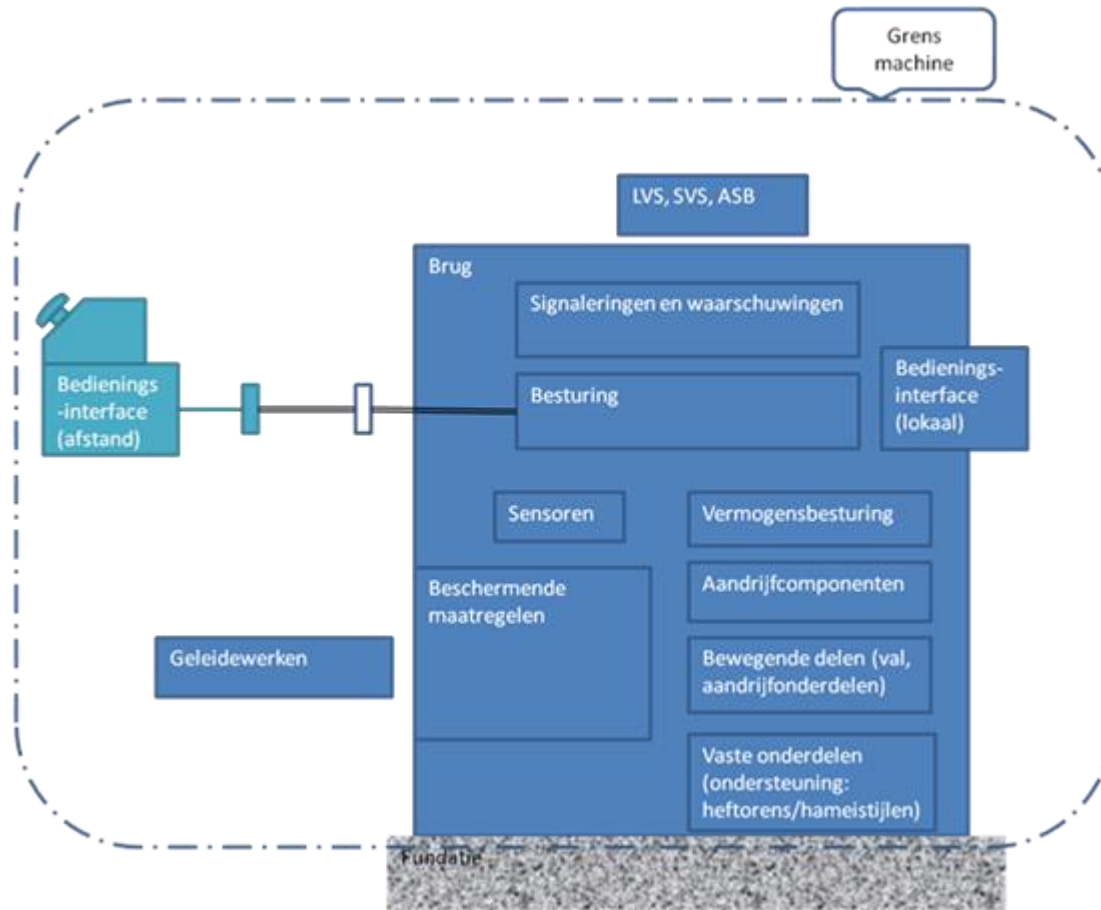 Grens
machine
LVS, SVS, ASB
Brug
Signaleringen en waarschuwingen
Bedienings
-interface
(afstand)
Besturing
Bedienings-
interface
(lokaal)
Sensoren
Vermogensbesturing
Beschermende
maatregelen
Aandrijfcomponenten
Geleidewerken
Bewegende delen (val,
aandrijfonderdelen)
Vaste onderdelen
(ondersteuning:
heftorens/hameistijlen)
Fundatie